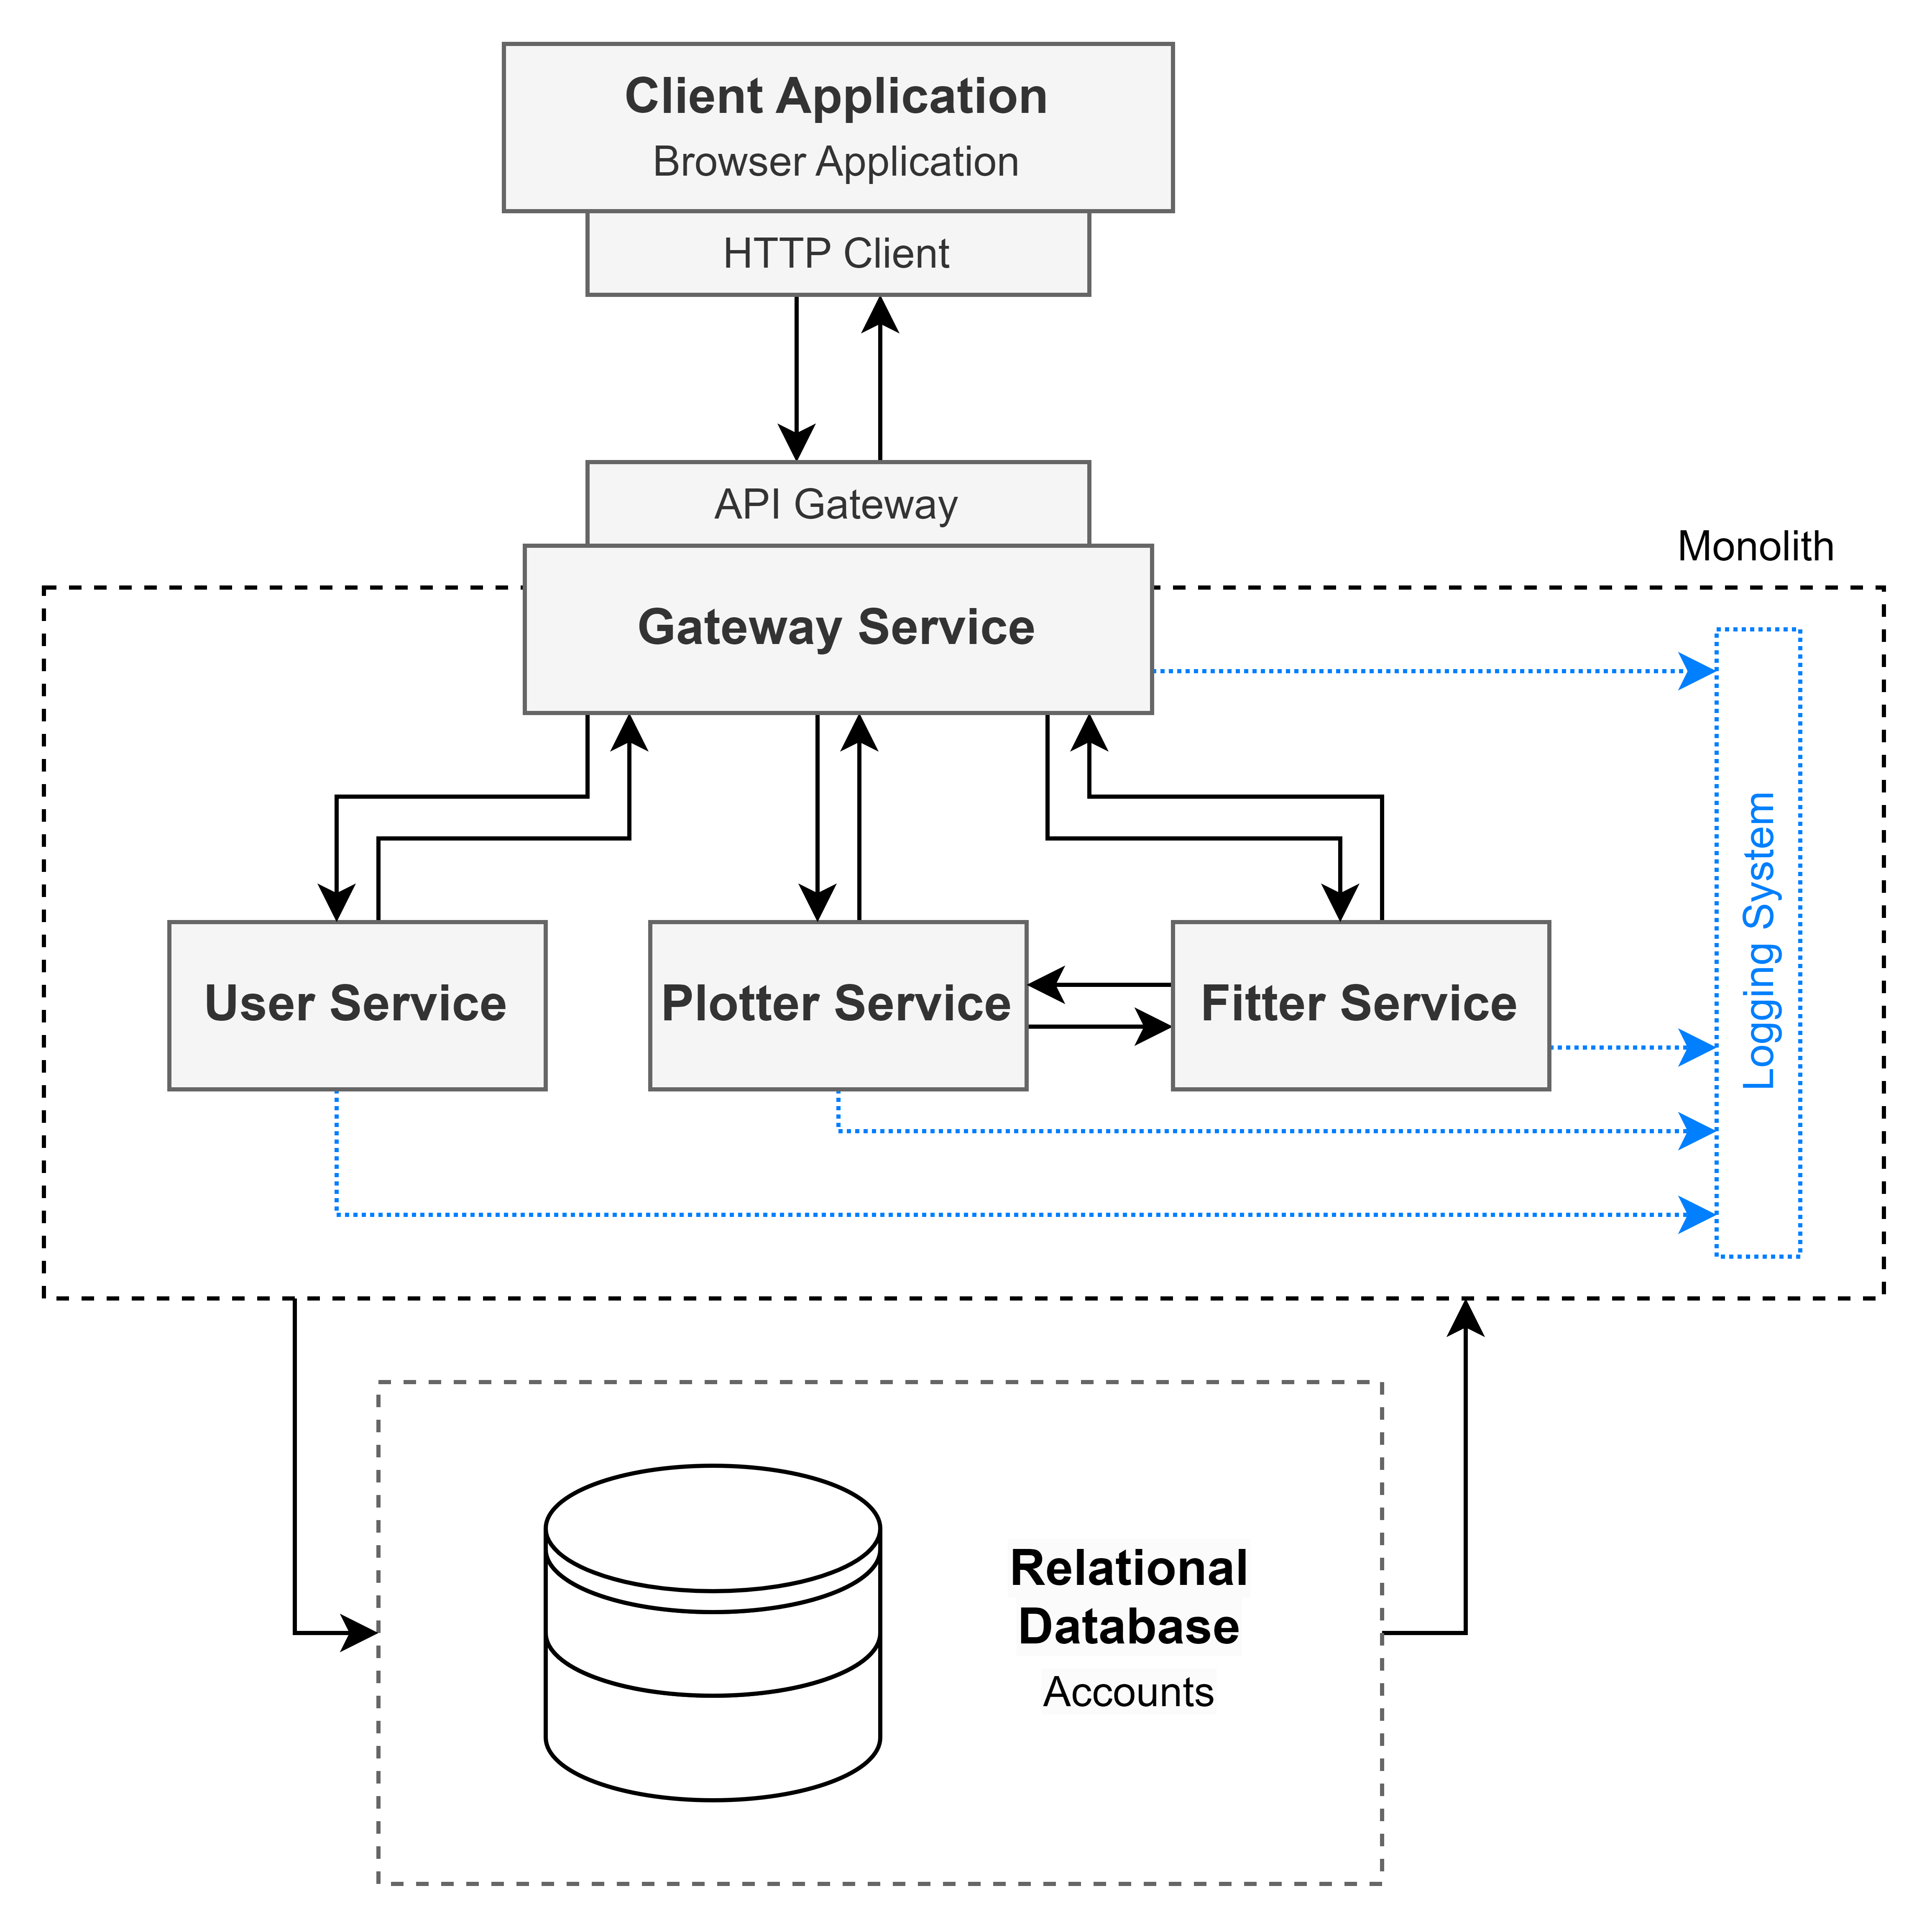 Client Application
Browser Application
HTTP Client
API Gateway
Monolith
Gateway Service
Logging System
User Service
Plotter Service
Fitter Service
Relational
Database
Accounts